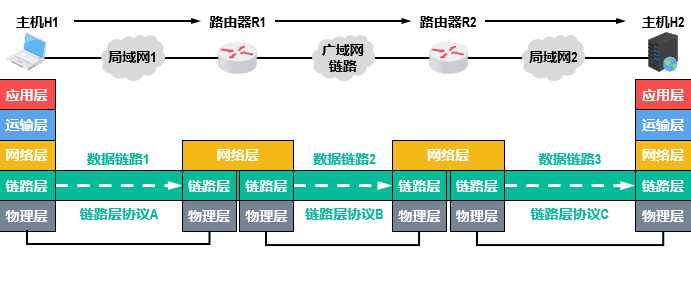 主机H1
路由器R1
路由器R2
主机H2
局域网1
广域网
链路
局域网2
应用层
应用层
运输层
运输层
网络层
数据链路1
网络层
数据链路2
网络层
数据链路3
网络层
链路层
链路层
链路层
链路层
链路层
链路层
物理层
链路层协议A
物理层
物理层
链路层协议B
物理层
物理层
链路层协议C
物理层